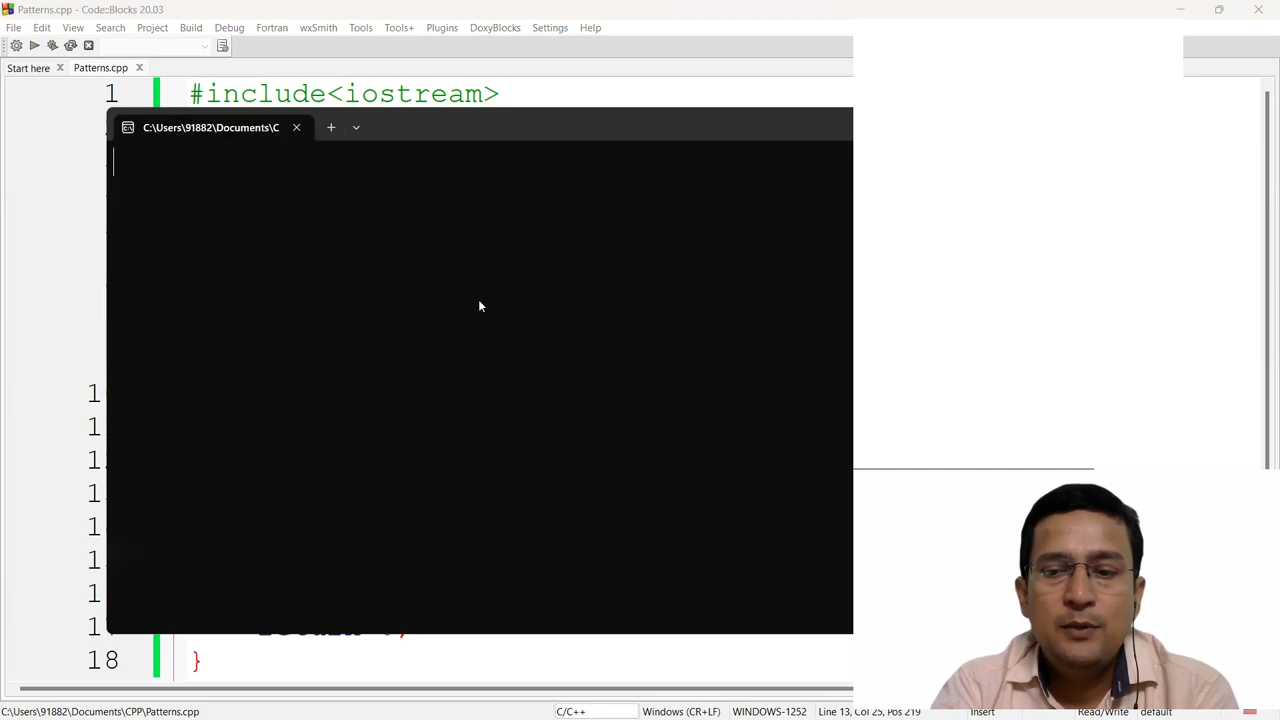 Patterns.cpp - Code::Blocks 20.03
File Edit View Search Project Build Debug Fortran wxSmith Tools Tools+ Plugins DoxyBlocks Settings Help
Start here Patterns.cpp
1 #include<iostream>
C:\Users\91882\Documents\C
18 }
C:\Users\91882\Documents\CPP\Patterns.cpp C/C++ Windows (CR+LF) WINDOWS-1252 Line 13, Col 25, Pos 219 Insert Read/Write default